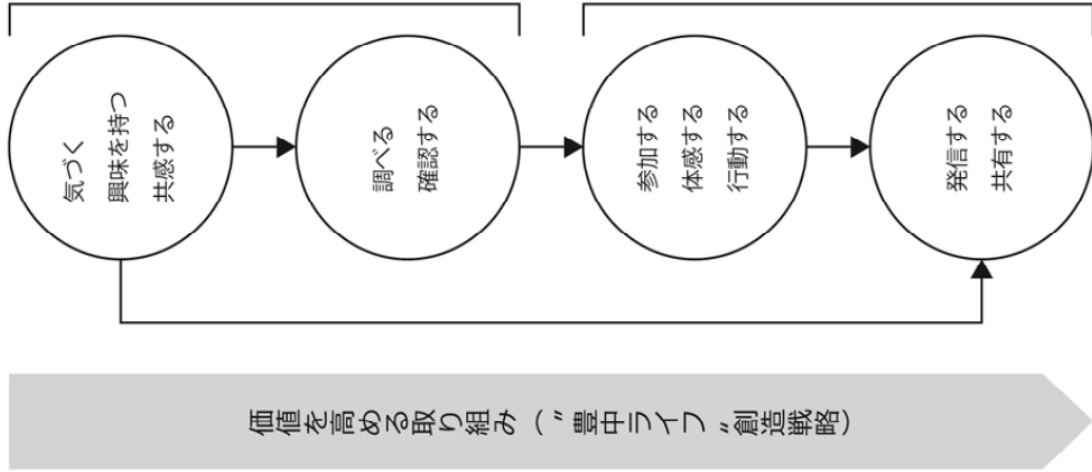 気づく
興味を持つ
共感する
調べる
確認する
参加する
体感する
行動する
発信する
共有する
価値を高める取り組み（“豊中ライフ“創造戦略）